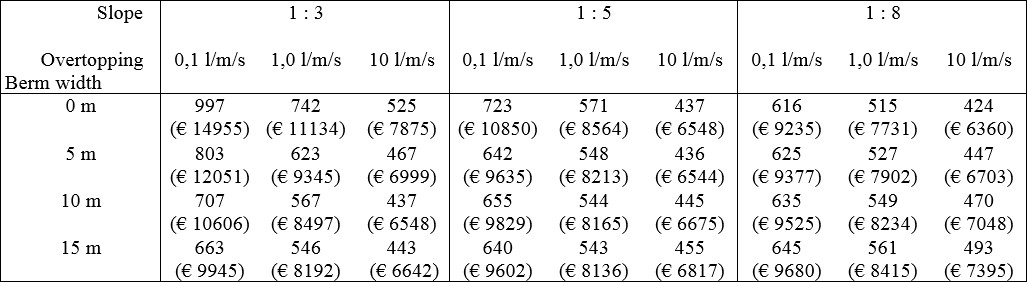 Slope 1 : 3 1 : 5 1 : 8
Overtopping 0,1 l/m/s 1,0 l/m/s 10 l/m/s 0,1 l/m/s 1,0 l/m/s 10 l/m/s 0,1 l/m/s 1,0 l/m/s 10 l/m/s
Berm width
0 m 997 742 525 723 571 437 616 515 424
(€ 14955) (€ 11134) (€ 7875) (€ 10850) (€ 8564) (€ 6548) (€ 9235) (€ 7731) (€ 6360)
5 m 803 623 467 642 548 436 625 527 447
(€ 12051) (€ 9345) (€ 6999) (€ 9635) (€ 8213) (€ 6544) (€ 9377) (€ 7902) (€ 6703)
10 m 707 567 437 655 544 445 635 549 470
(€ 10606) (€ 8497) (€ 6548) (€ 9829) (€ 8165) (€ 6675) (€ 9525) (€ 8234) (€ 7048)
15 m 663 546 443 640 543 455 645 561 493
(€ 9945) (€ 8192) (€ 6642) (€ 9602) (€ 8136) (€ 6817) (€ 9680) (€ 8415) (€ 7395)